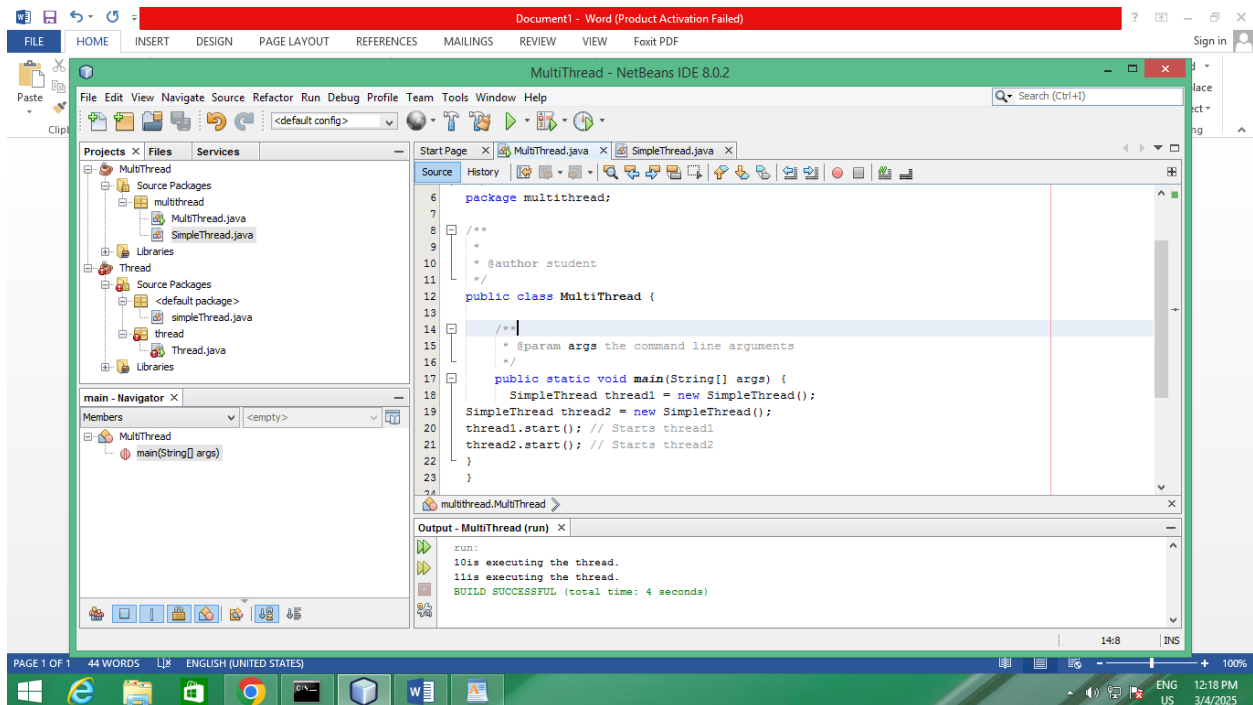 Document1 - Word (Product Activation Failed)
FILE HOME INSERT DESIGN PAGE LAYOUT REFERENCES MAILINGS REVIEW VIEW Foxit PDF Sign in
Paste
MultiThread - NetBeans IDE 8.0.2
File Edit View Navigate Source Refactor Run Debug Profile Team Tools Window Help
Search (Ctrl+I)
<default config>
Projects Files Services
MultiThread
Source Packages
multithread
MultiThread.java
SimpleThread.java
Libraries
Thread
Source Packages
<default package>
simpleThread.java
thread
Thread.java
Libraries
main - Navigator
Members <empty>
MultiThread
main(String[] args)
Start Page MultiThread.java SimpleThread.java
Source History
6 package multithread;
7
8 /**
9 *
10 * @author student
11 */
12 public class MultiThread {
13
14 /**
15 * @param args the command line arguments
16 */
17 public static void main(String[] args) {
18 SimpleThread thread1 = new SimpleThread();
19 SimpleThread thread2 = new SimpleThread();
20 thread1.start(); // Starts thread1
21 thread2.start(); // Starts thread2
22 }
23 }
24
multithread.MultiThread
Output - MultiThread (run)
run:
10is executing the thread.
11is executing the thread.
BUILD SUCCESSFUL (total time: 4 seconds)
14:8 INS
PAGE 1 OF 1 44 WORDS ENGLISH (UNITED STATES) 100%
ENG 12:18 PM
US 3/4/2025